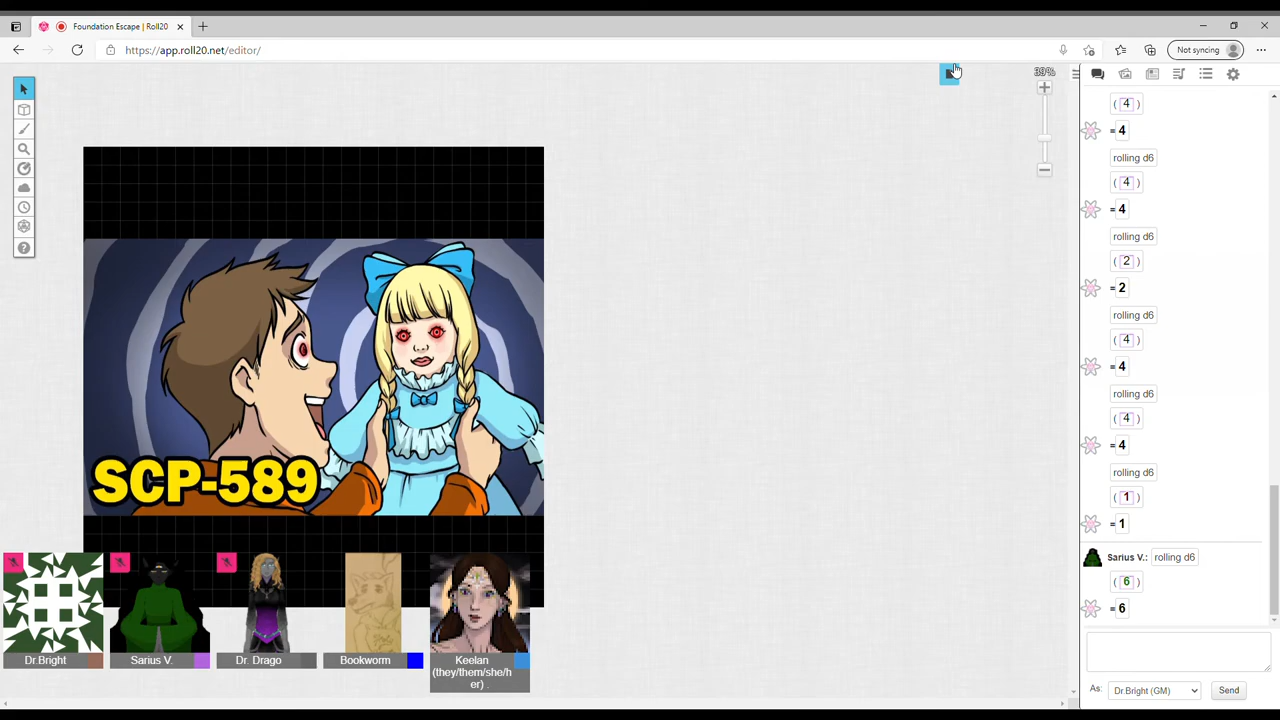 Foundation Escape | Roll20
https://app.roll20.net/editor/
Not syncing
39%
( 4 )
= 4
rolling d6
( 4 )
= 4
rolling d6
( 2 )
= 2
rolling d6
( 4 )
= 4
rolling d6
( 4 )
= 4
rolling d6
( 1 )
= 1
Sarius V.: rolling d6
( 6 )
= 6
SCP-589
Dr.Bright
Sarius V.
Dr. Drago
Bookworm
Keelan
(they/them/she/h
er) .
As: Dr.Bright (GM) Send